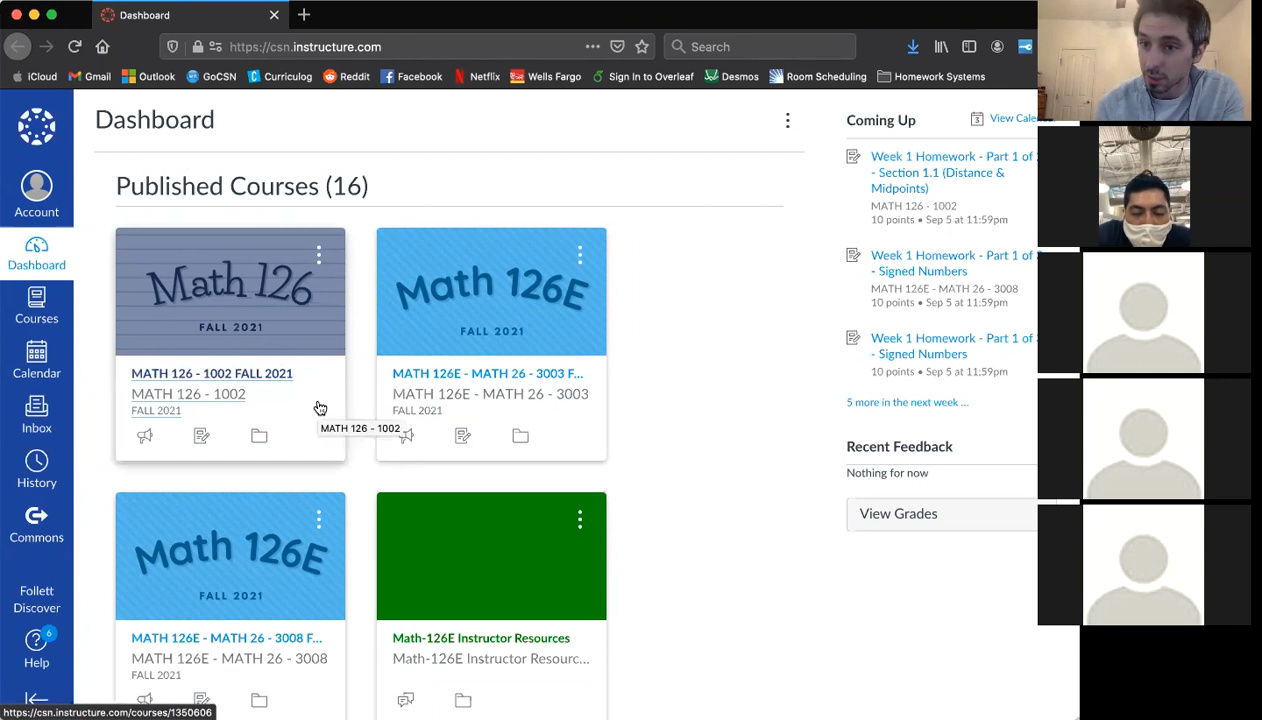 Dashboard
https://csn.instructure.com
Search
iCloud
Gmail
Outlook
GoCSN
Curriculog
Reddit
Facebook
Netflix
Wells Fargo
Sign In to Overleaf
Desmos
Room Scheduling
Homework Systems
Account
Dashboard
Courses
Calendar
Inbox
History
Commons
Follett
Discover
6
Help
Dashboard
Published Courses (16)
Math 126
FALL 2021
MATH 126 - 1002 FALL 2021
MATH 126 - 1002
FALL 2021
MATH 126 - 1002
Math 126E
FALL 2021
MATH 126E - MATH 26 - 3003 F...
MATH 126E - MATH 26 - 3003
FALL 2021
Math 126E
FALL 2021
MATH 126E - MATH 26 - 3008 F...
MATH 126E - MATH 26 - 3008
FALL 2021
Math-126E Instructor Resources
Math-126E Instructor Resourc...
Coming Up
3
View Cale
Week 1 Homework - Part 1 of
- Section 1.1 (Distance &
Midpoints)
MATH 126 - 1002
10 points • Sep 5 at 11:59pm
Week 1 Homework - Part 1 of
- Signed Numbers
MATH 126E - MATH 26 - 3008
10 points • Sep 5 at 11:59pm
Week 1 Homework - Part 1 of
- Signed Numbers
10 points • Sep 5 at 11:59pm
5 more in the next week ...
Recent Feedback
Nothing for now
View Grades
https://csn.instructure.com/courses/1350606